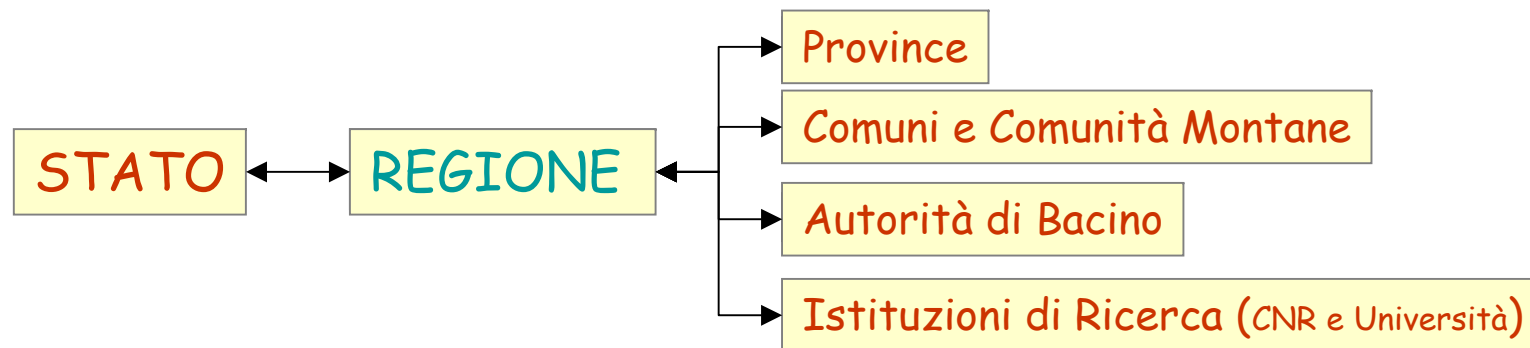 STATO
REGIONE
Province
Comuni e Comunità Montane
Autorità di Bacino
Istituzioni di Ricerca (CNR e Università)